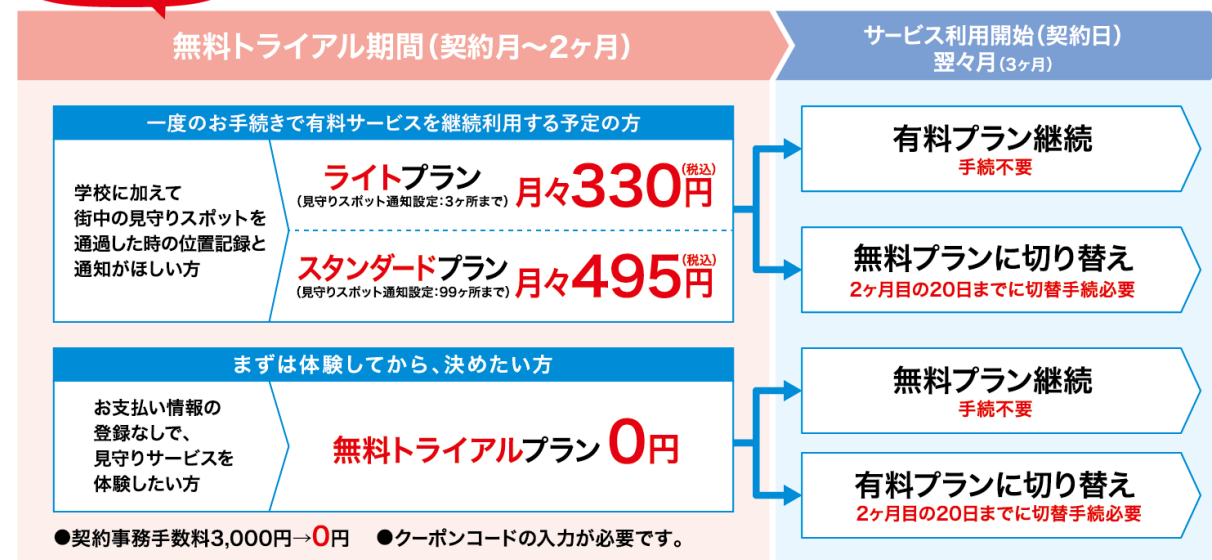 無料トライアル期間(契約月〜2ヶ月)
サービス利用開始(契約日)
翌々月(3ヶ月)
一度のお手続きで有料サービスを継続利用する予定の方
学校に加えて
街中の見守りスポットを
通過した時の位置記録と
通知がほしい方
ライトプラン
(見守りスポット通知設定:3ヶ所まで)
月々330円(税込)
スタンダードプラン
(見守りスポット通知設定:99ヶ所まで)
月々495円(税込)
有料プラン継続
手続不要
無料プランに切り替え
2ヶ月目の20日までに切替手続必要
まずは体験してから、決めたい方
お支払い情報の
登録なしで、
見守りサービスを
体験したい方
無料トライアルプラン 0円
無料プラン継続
手続不要
有料プランに切り替え
2ヶ月目の20日までに切替手続必要
●契約事務手数料3,000円→0円 ●クーポンコードの入力が必要です。